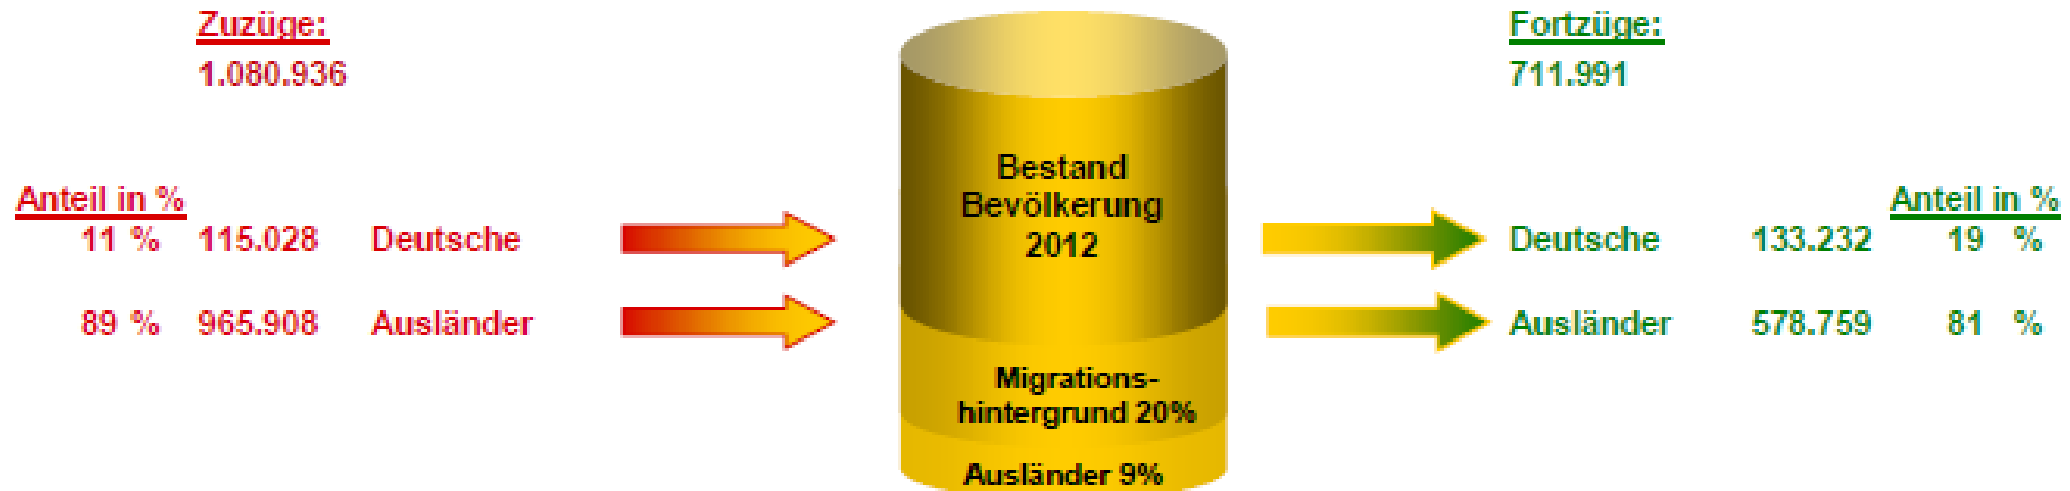 Zuzüge:
1.080.936
Anteil in %
11 % 115.028 Deutsche
89 % 965.908 Ausländer
Bestand
Bevölkerung
2012
Migrations-
hintergrund 20%
Ausländer 9%
Fortzüge:
711.991
Anteil in %
Deutsche 133.232 19 %
Ausländer 578.759 81 %